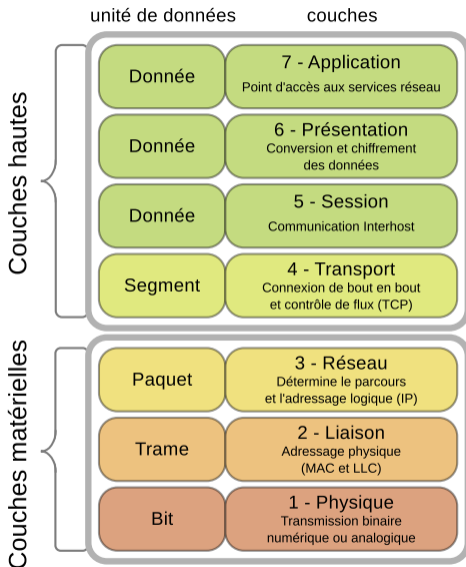 unité de données
couches
Couches hautes
Donnée
7 - Application
Point d'accès aux services réseau
Donnée
6 - Présentation
Conversion et chiffrement
des données
Donnée
5 - Session
Communication Interhost
Segment
4 - Transport
Connexion de bout en bout
et contrôle de flux (TCP)
Couches matérielles
Paquet
3 - Réseau
Détermine le parcours
et l'adressage logique (IP)
Trame
2 - Liaison
Adressage physique
(MAC et LLC)
Bit
1 - Physique
Transmission binaire
numérique ou analogique